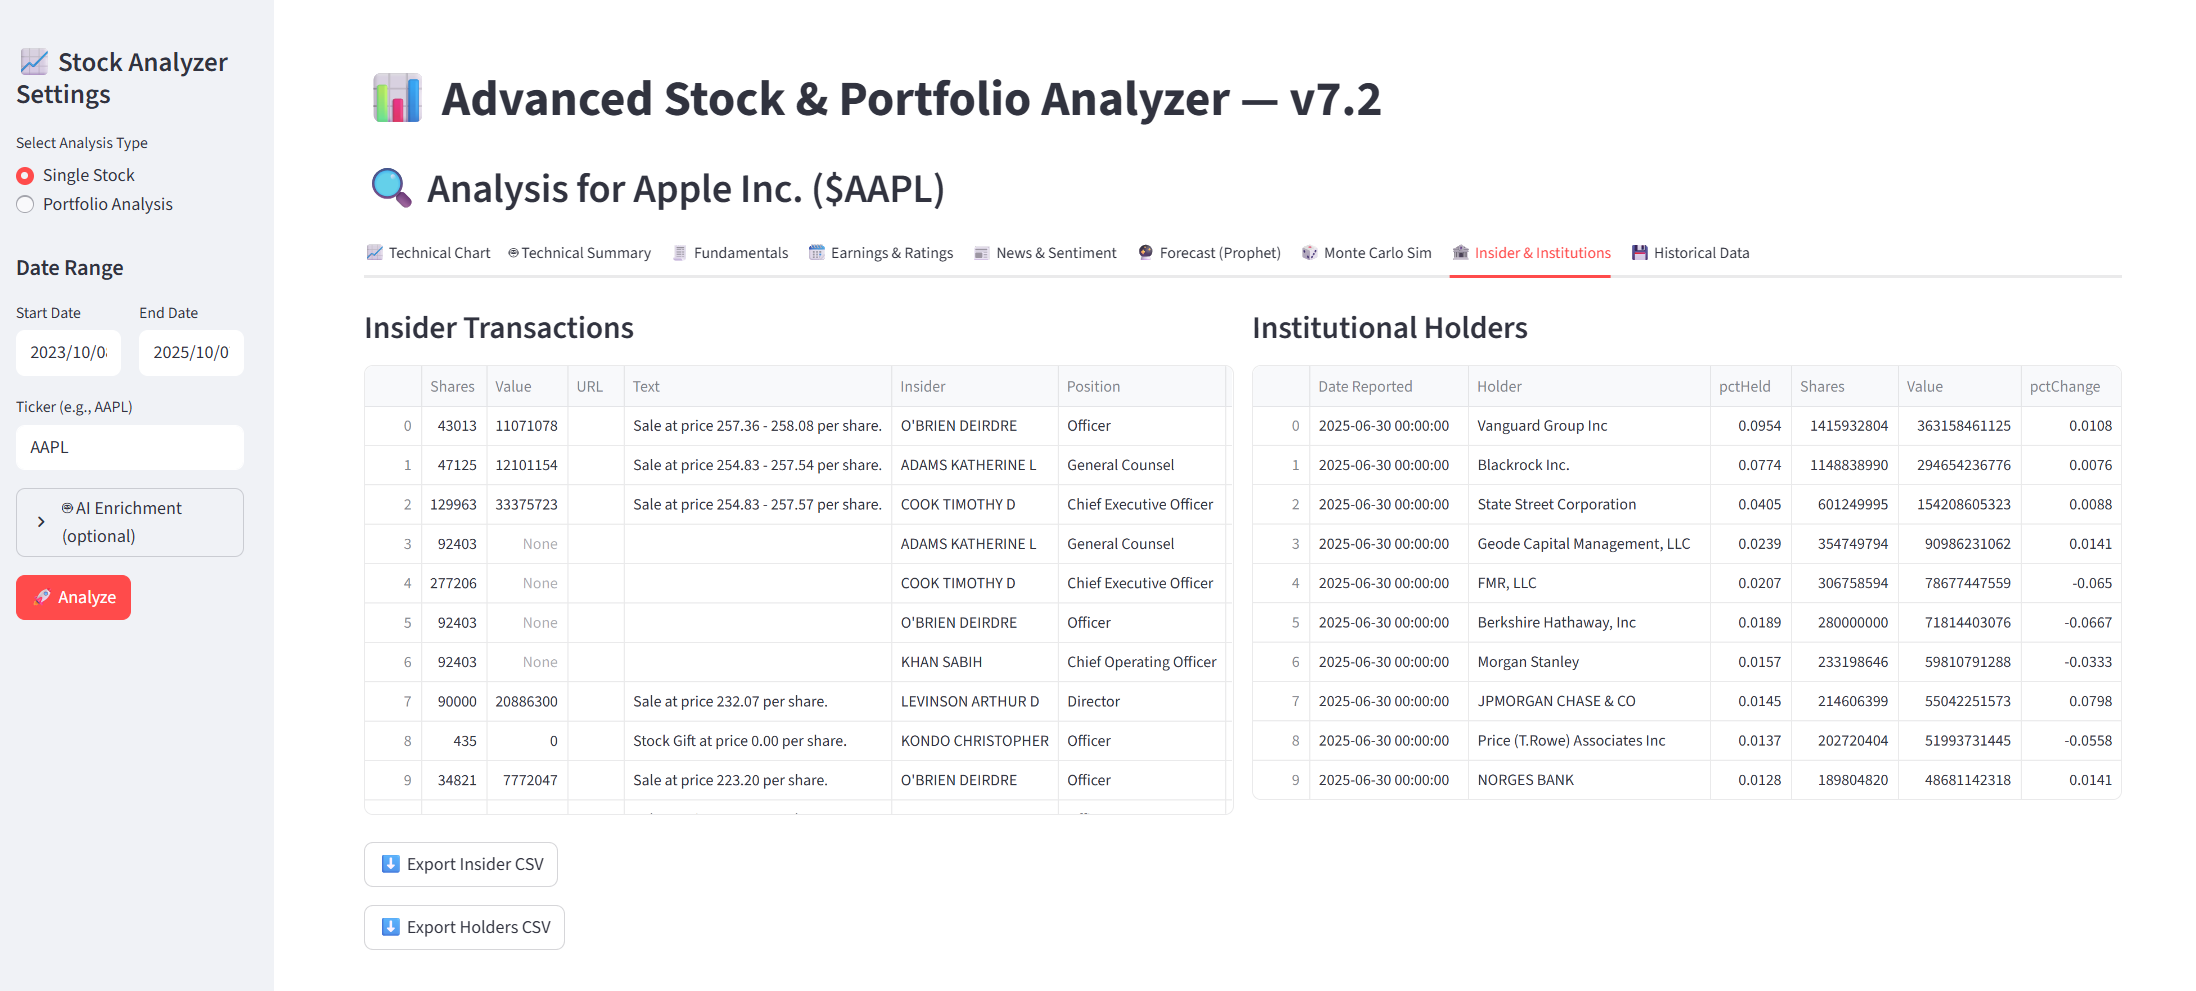 📈 Stock Analyzer
Settings
Select Analysis Type
Single Stock
Portfolio Analysis
Date Range
Start Date End Date
2023/10/0 2025/10/0
Ticker (e.g., AAPL)
AAPL
AI Enrichment
(optional)
🚀 Analyze
📊 Advanced Stock & Portfolio Analyzer — v7.2
🔍 Analysis for Apple Inc. ($AAPL)
Technical Chart Technical Summary Fundamentals Earnings & Ratings News & Sentiment Forecast (Prophet) Monte Carlo Sim Insider & Institutions Historical Data
Insider Transactions
Shares Value URL Text Insider Position
0 43013 11071078 Sale at price 257.36 - 258.08 per share. O'BRIEN DEIRDRE Officer
1 47125 12101154 Sale at price 254.83 - 257.54 per share. ADAMS KATHERINE L General Counsel
2 129963 33375723 Sale at price 254.83 - 257.57 per share. COOK TIMOTHY D Chief Executive Officer
3 92403 None ADAMS KATHERINE L General Counsel
4 277206 None COOK TIMOTHY D Chief Executive Officer
5 92403 None O'BRIEN DEIRDRE Officer
6 92403 None KHAN SABIH Chief Operating Officer
7 90000 20886300 Sale at price 232.07 per share. LEVINSON ARTHUR D Director
8 435 0 Stock Gift at price 0.00 per share. KONDO CHRISTOPHER Officer
9 34821 7772047 Sale at price 223.20 per share. O'BRIEN DEIRDRE Officer
Export Insider CSV
Export Holders CSV
Institutional Holders
Date Reported Holder pctHeld Shares Value pctChange
0 2025-06-30 00:00:00 Vanguard Group Inc 0.0954 1415932804 363158461125 0.0108
1 2025-06-30 00:00:00 Blackrock Inc. 0.0774 1148838990 294654236776 0.0076
2 2025-06-30 00:00:00 State Street Corporation 0.0405 601249995 154208605323 0.0088
3 2025-06-30 00:00:00 Geode Capital Management, LLC 0.0239 354749794 90986231062 0.0141
4 2025-06-30 00:00:00 FMR, LLC 0.0207 306758594 78677447559 -0.065
5 2025-06-30 00:00:00 Berkshire Hathaway, Inc 0.0189 280000000 71814403076 -0.0667
6 2025-06-30 00:00:00 Morgan Stanley 0.0157 233198646 59810791288 -0.0333
7 2025-06-30 00:00:00 JPMORGAN CHASE & CO 0.0145 214606399 55042251573 0.0798
8 2025-06-30 00:00:00 Price (T.Rowe) Associates Inc 0.0137 202720404 51993731445 -0.0558
9 2025-06-30 00:00:00 NORGES BANK 0.0128 189804820 48681142318 0.0141